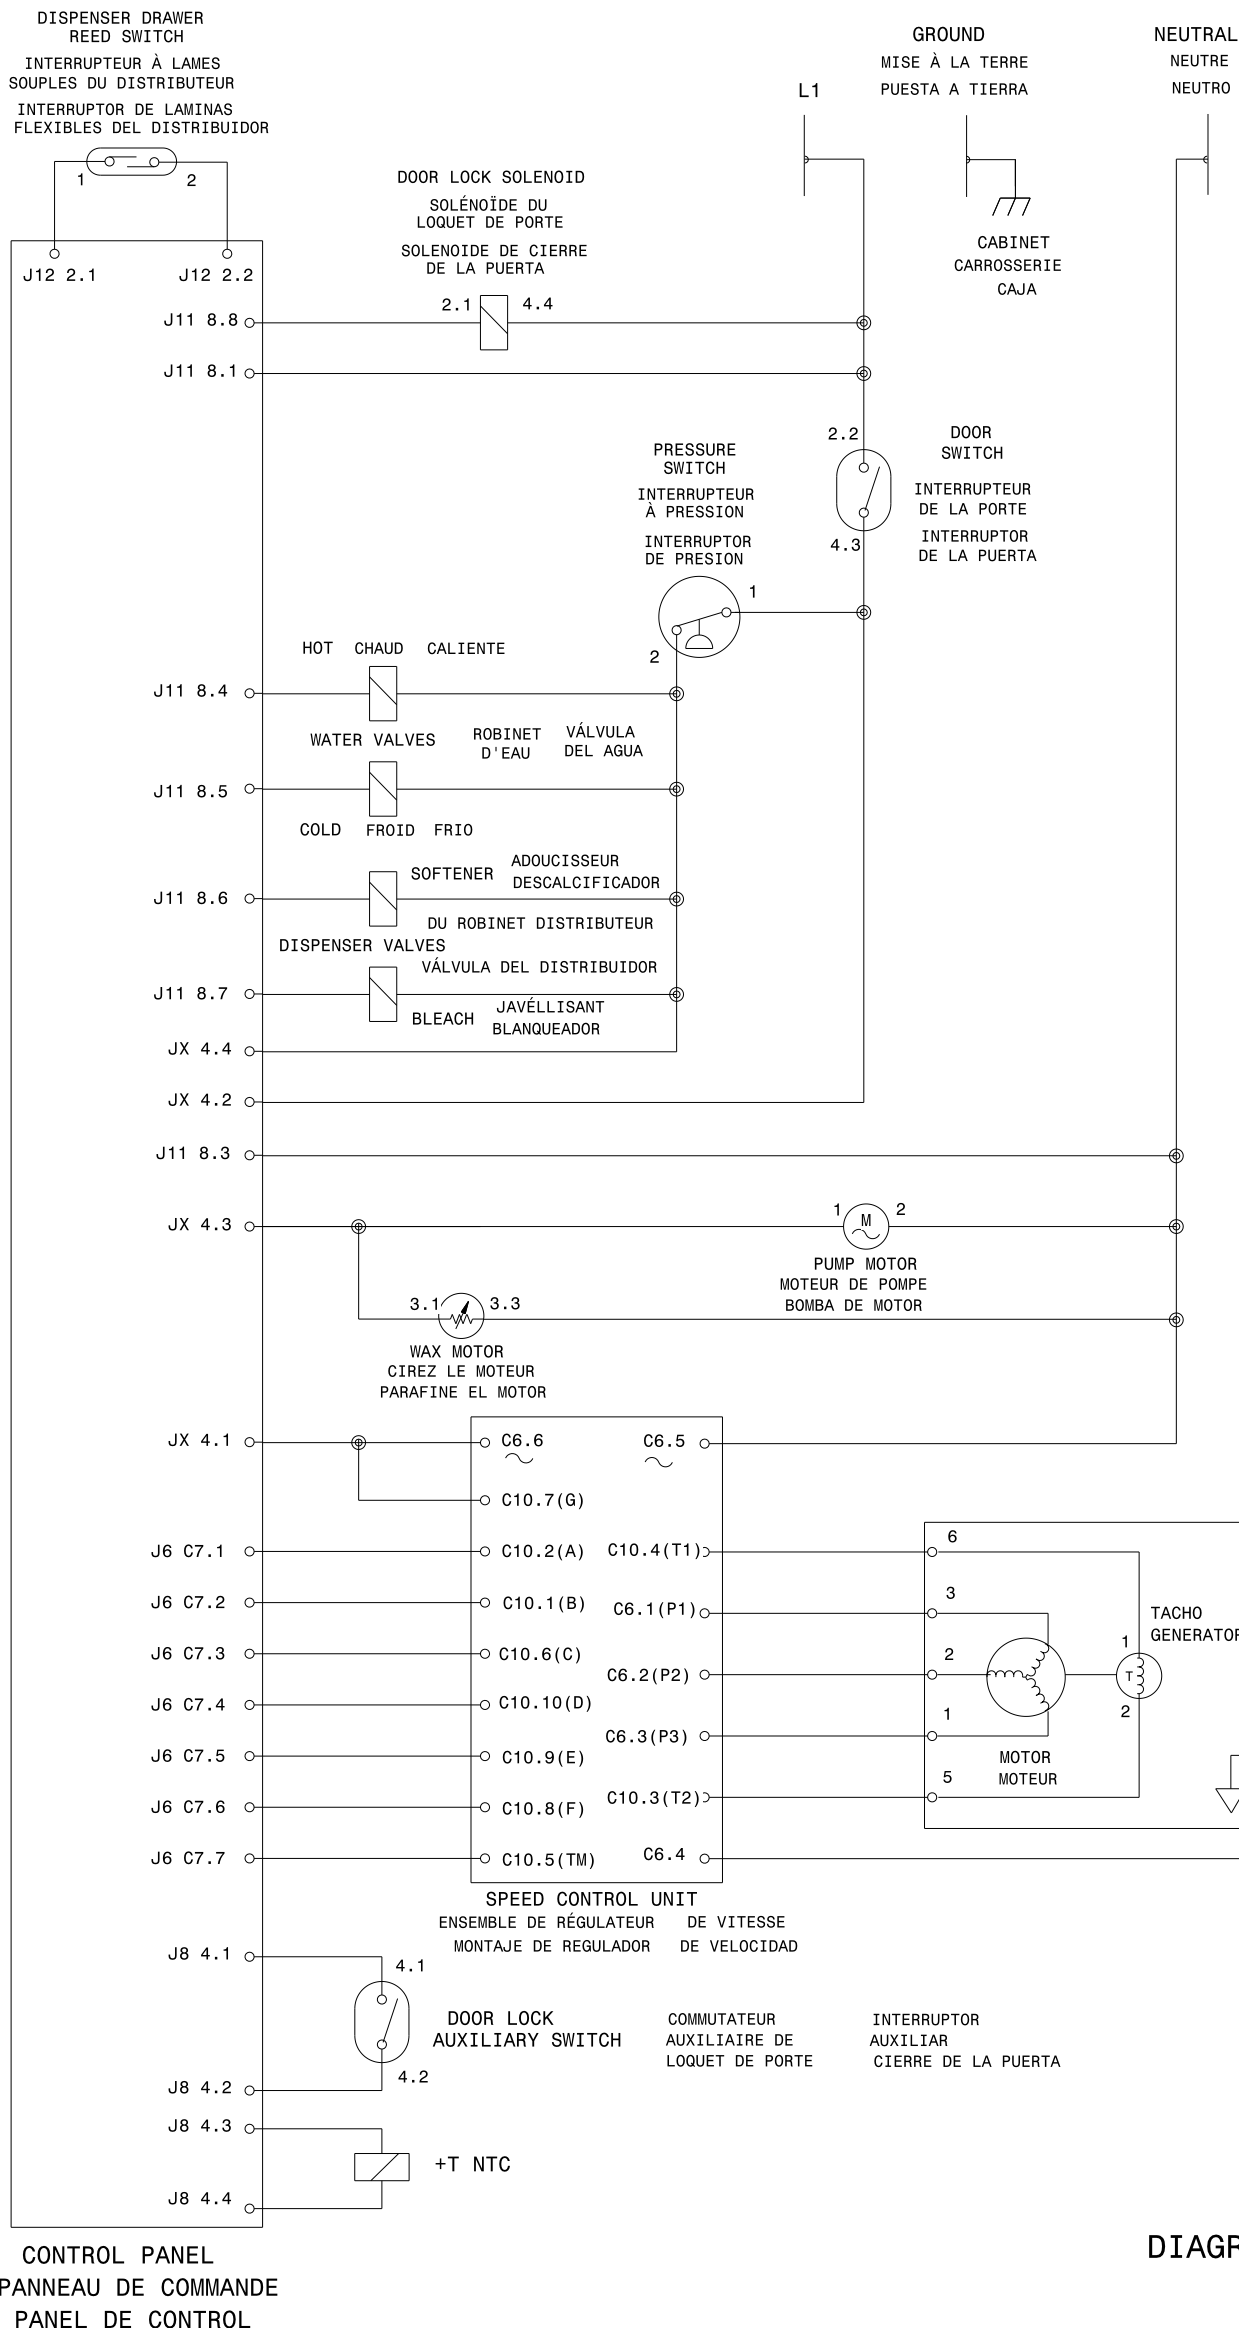 DISPENSER DRAWER
REED SWITCH
INTERRUPTEUR À LAMES
SOUPLES DU DISTRIBUTEUR
INTERRUPTOR DE LAMINAS
FLEXIBLES DEL DISTRIBUIDOR
1
2
J12 2.1
J12 2.2
GROUND
MISE À LA TERRE
PUESTA A TIERRA
L1
NEUTRAL
NEUTRE
NEUTRO
CABINET
CARROSSERIE
CAJA
DOOR LOCK SOLENOID
SOLÉNOÏDE DU
LOQUET DE PORTE
SOLENOIDE DE CIERRE
DE LA PUERTA
2.1
4.4
J11 8.8
J11 8.1
2.2
DOOR
SWITCH
INTERRUPTEUR
DE LA PORTE
INTERRUPTOR
DE LA PUERTA
4.3
PRESSURE
SWITCH
INTERRUPTEUR
À PRESSION
INTERRUPTOR
DE PRESION
1
2
HOT CHAUD CALIENTE
J11 8.4
WATER VALVES
ROBINET
D'EAU
VÁLVULA
DEL AGUA
J11 8.5
COLD FROID FRIO
SOFTENER
ADOUCISSEUR
DESCALCIFICADOR
J11 8.6
DU ROBINET DISTRIBUTEUR
DISPENSER VALVES
VÁLVULA DEL DISTRIBUIDOR
J11 8.7
BLEACH
JAVÉLLISANT
BLANQUEADOR
JX 4.4
JX 4.2
J11 8.3
JX 4.3
1
M
2
PUMP MOTOR
MOTEUR DE POMPE
BOMBA DE MOTOR
3.1
3.3
WAX MOTOR
CIREZ LE MOTEUR
PARAFINE EL MOTOR
JX 4.1
C6.6
C6.5
C10.7(G)
J6 C7.1
C10.2(A)
C10.4(T1)
6
J6 C7.2
C10.1(B)
C6.1(P1)
3
J6 C7.3
C10.6(C)
C6.2(P2)
2
J6 C7.4
C10.10(D)
C6.3(P3)
1
J6 C7.5
C10.9(E)
J6 C7.6
C10.8(F)
C10.3(T2)
5
J6 C7.7
C10.5(TM)
C6.4
TACHO
GENERATOR
1
T
2
MOTOR
MOTEUR
SPEED CONTROL UNIT
ENSEMBLE DE RÉGULATEUR DE VITESSE
MONTAJE DE REGULADOR DE VELOCIDAD
J8 4.1
4.1
DOOR LOCK
AUXILIARY SWITCH
COMMUTATEUR
AUXILIAIRE DE
LOQUET DE PORTE
INTERRUPTOR
AUXILIAR
CIERRE DE LA PUERTA
4.2
J8 4.2
J8 4.3
+T NTC
J8 4.4
CONTROL PANEL
PANNEAU DE COMMANDE
PANEL DE CONTROL
DIAGR